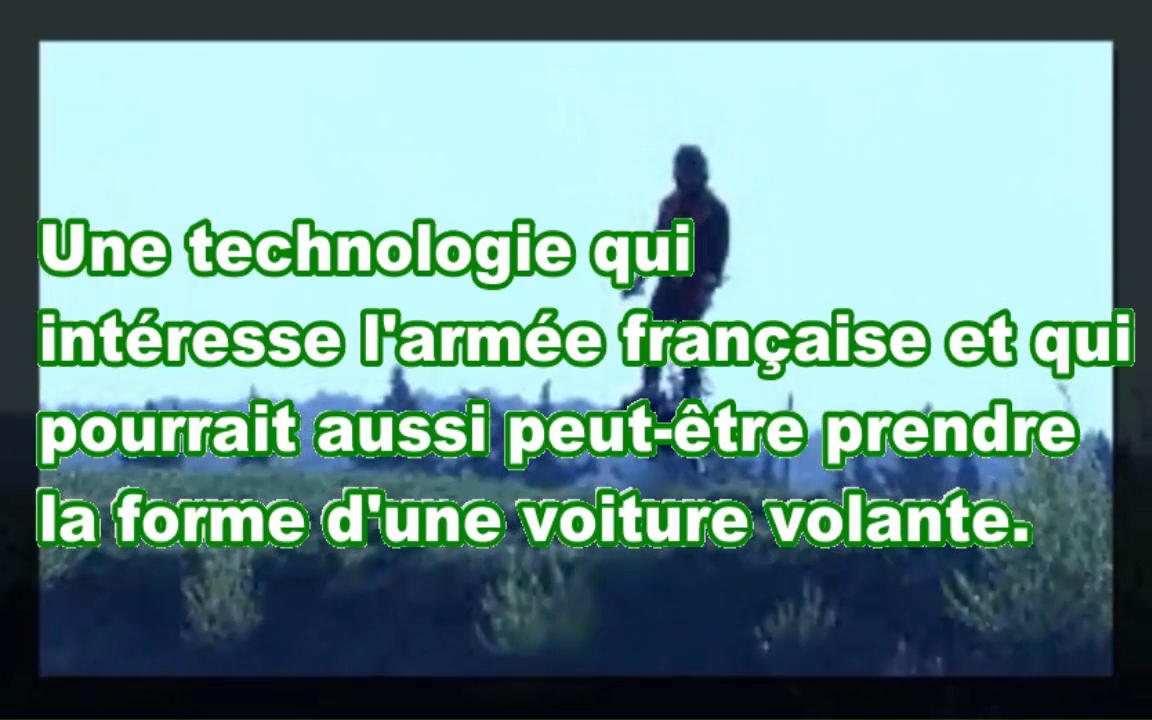 Une technologie qui
intéresse l'armée française et qui
pourrait aussi peut-être prendre
la forme d'une voiture volante.